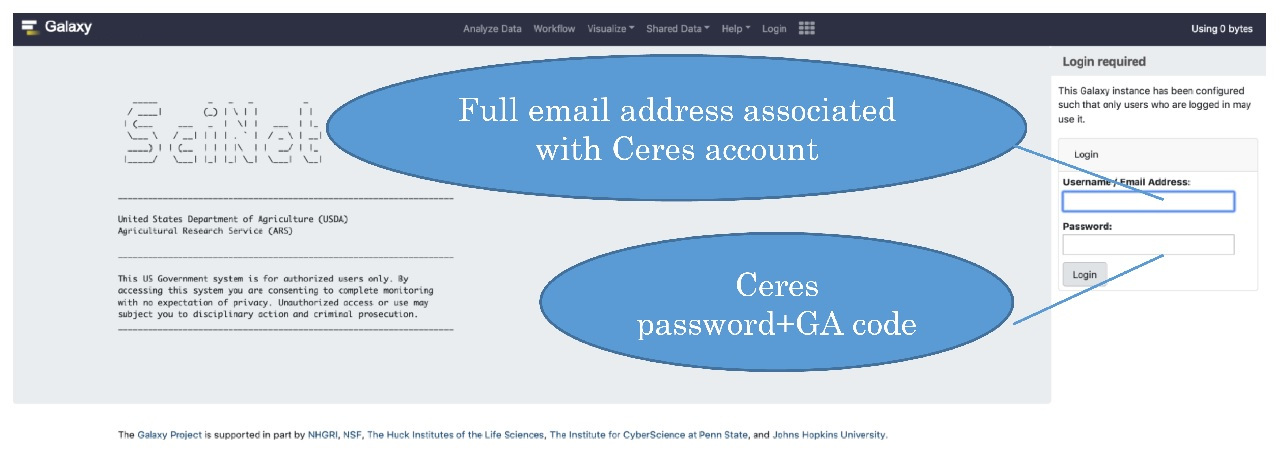 Galaxy
Analyze Data Workflow Visualize Shared Data Help Login
Using 0 bytes
SciNet
United States Department of Agriculture (USDA)
Agricultural Research Service (ARS)
This US Government system is for authorized users only. By
accessing this system you are consenting to complete monitoring
with no expectation of privacy. Unauthorized access or use may
subject you to disciplinary action and criminal prosecution.
Full email address associated
with Ceres account
Ceres
password+GA code
Login required
This Galaxy instance has been configured
such that only users who are logged in may
use it.
Login
Username / Email Address:
Password:
Login
The Galaxy Project is supported in part by NHGRI, NSF, The Huck Institutes of the Life Sciences, The Institute for CyberScience at Penn State, and Johns Hopkins University.